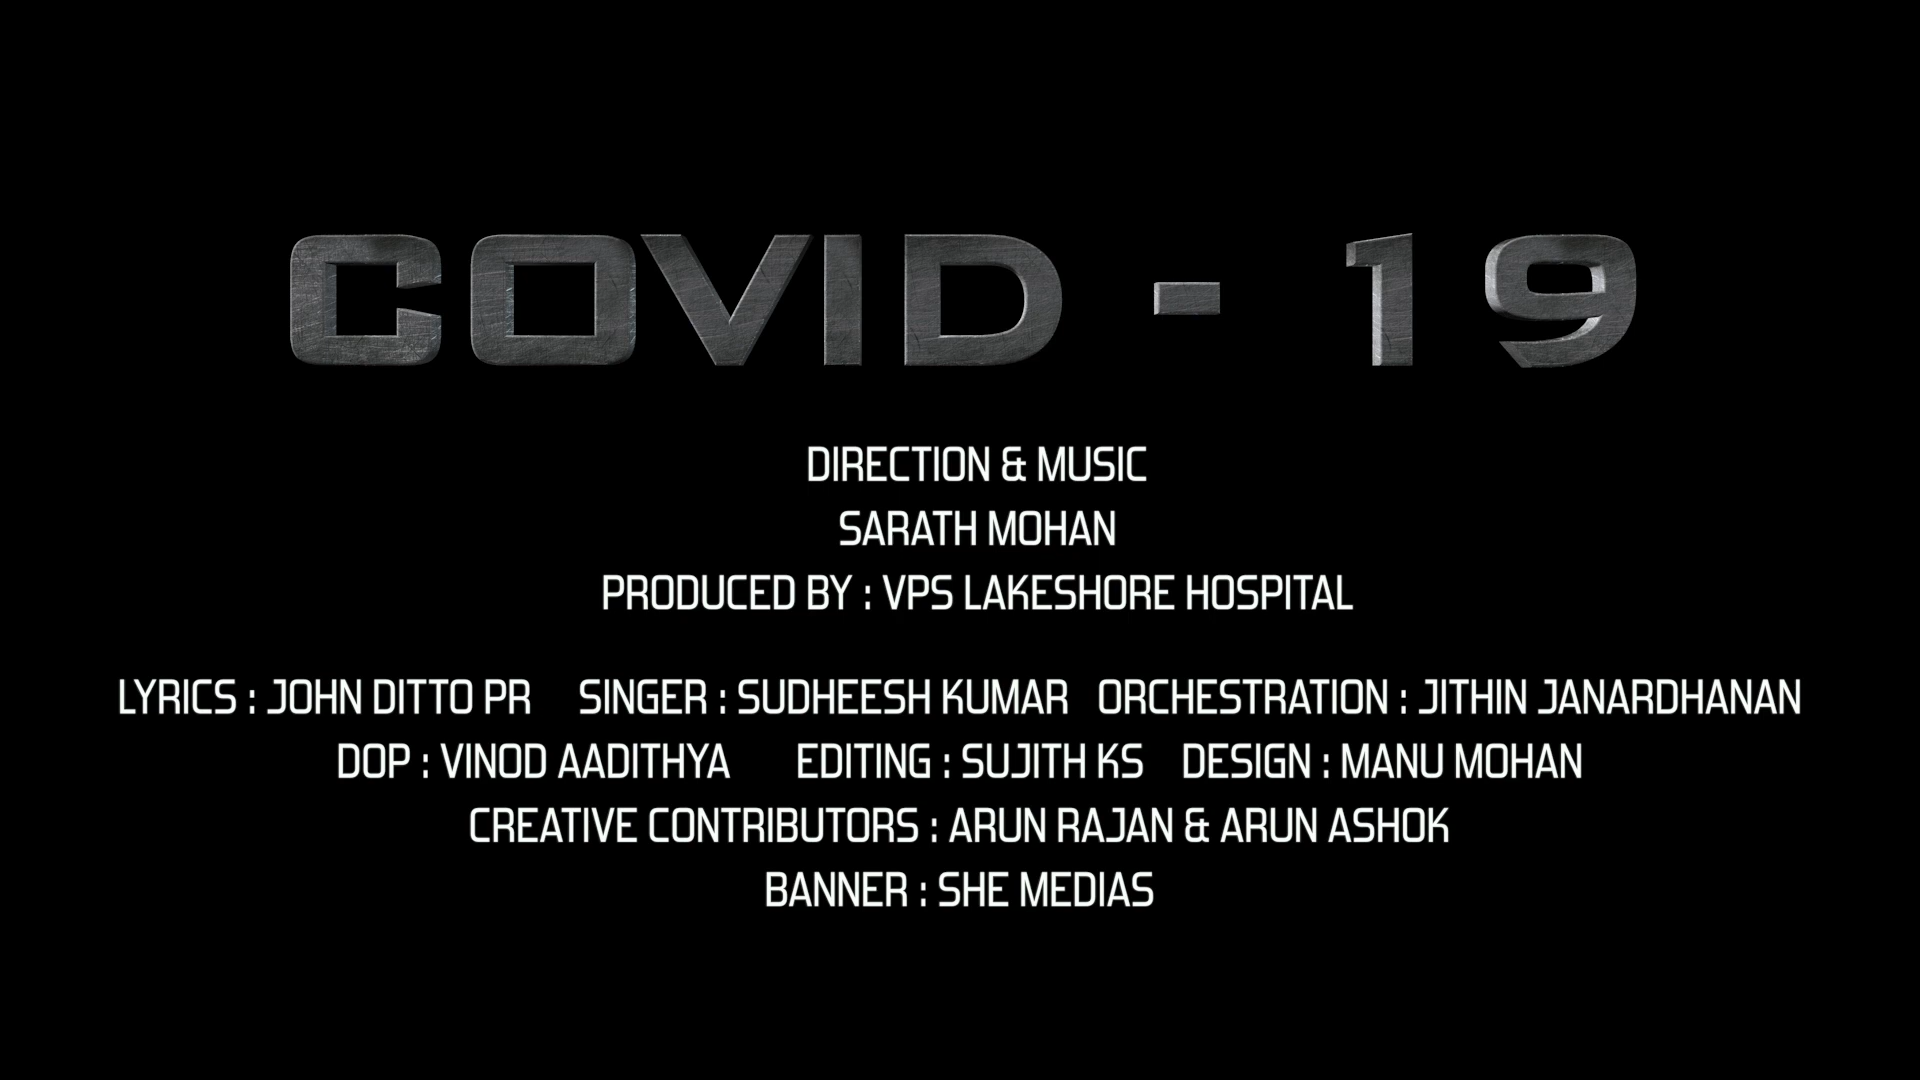 COVID - 19
DIRECTION & MUSIC
SARATH MOHAN
PRODUCED BY : VPS LAKESHORE HOSPITAL
LYRICS : JOHN DITTO PR SINGER : SUDHEESH KUMAR ORCHESTRATION : JITHIN JANARDHANAN
DOP : VINOD AADITHYA EDITING : SUJITH KS DESIGN : MANU MOHAN
CREATIVE CONTRIBUTORS : ARUN RAJAN & ARUN ASHOK
BANNER : SHE MEDIAS